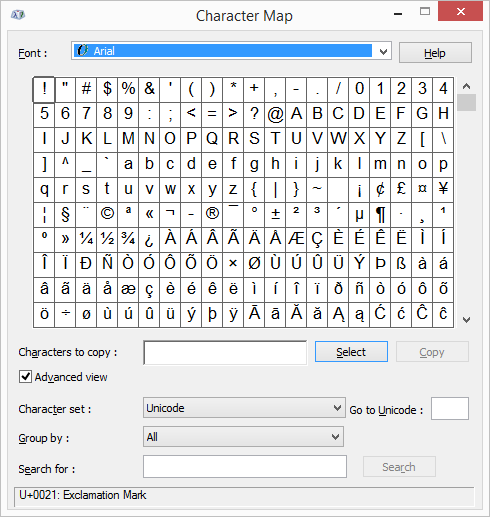 Character Map
Font : Arial Help
! " # $ % & ' ( ) * + , - . / 0 1 2 3 4
5 6 7 8 9 : ; < = > ? @ A B C D E F G H
I J K L M N O P Q R S T U V W X Y Z [ \
] ^ _ ` a b c d e f g h i j k l m n o p
q r s t u v w x y z { | } ~ ¡ ¢ £ ¤ ¥
¦ § ¨ © ª « ¬ - ® ¯ ° ± ² ³ ´ µ ¶ · ¸ ¹
º » ¼ ½ ¾ ¿ À Á Â Ã Ä Å Æ Ç È É Ê Ë Ì Í
Î Ï Ð Ñ Ò Ó Ô Õ Ö × Ø Ù Ú Û Ü Ý Þ ß à á
â ã ä å æ ç è é ê ë ì í î ï ð ñ ò ó ô õ
ö ÷ ø ù ú û ü ý þ ÿ Ā ā Ă ă Ą ą Ć ć Ĉ ĉ
Characters to copy : Select Copy
Advanced view
Character set : Unicode Go to Unicode :
Group by : All
Search for : Search
U+0021: Exclamation Mark